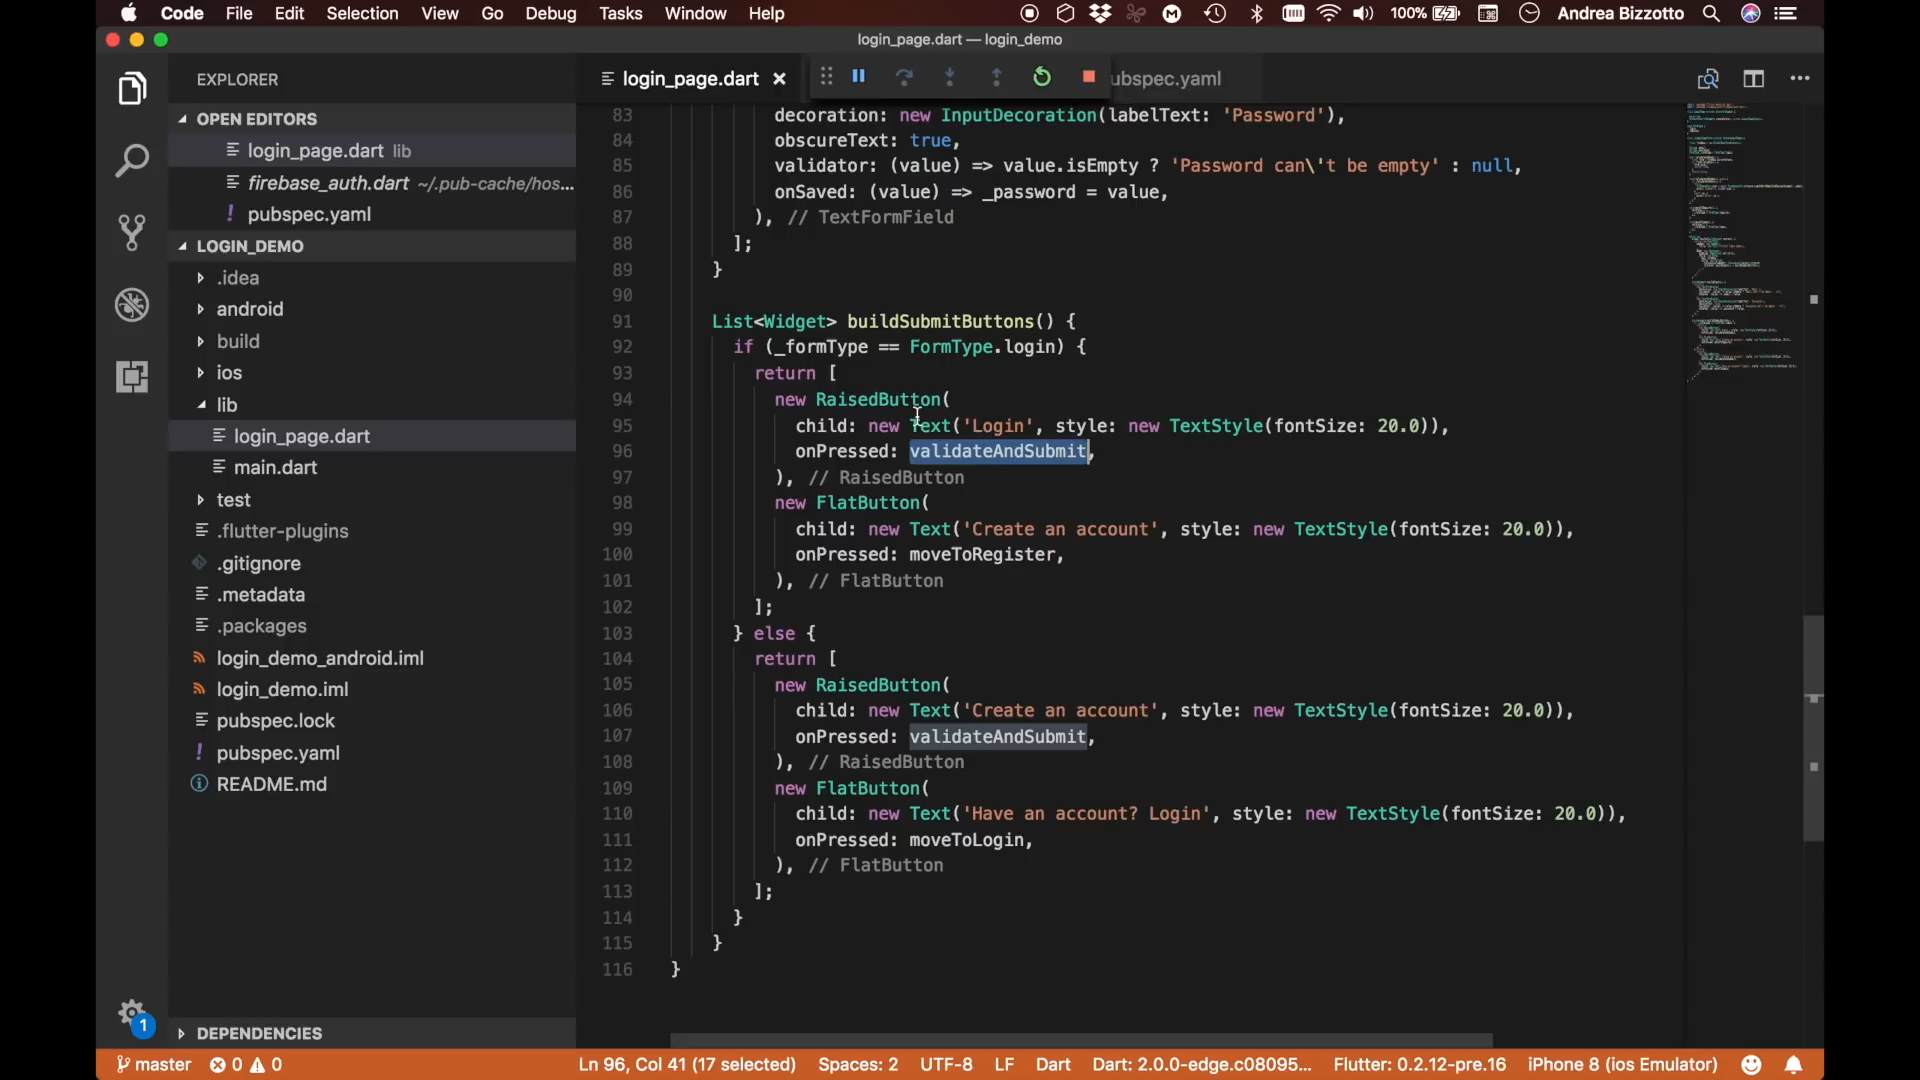 Code File Edit Selection View Go Debug Tasks Window Help 100% Andrea Bizzotto
login_page.dart — login_demo
EXPLORER
OPEN EDITORS
login_page.dart lib
firebase_auth.dart ~/.pub-cache/hos...
! pubspec.yaml
LOGIN_DEMO
.idea
android
build
ios
lib
login_page.dart
main.dart
test
.flutter-plugins
.gitignore
.metadata
.packages
login_demo_android.iml
login_demo.iml
pubspec.lock
! pubspec.yaml
README.md
DEPENDENCIES
1
login_page.dart × ubspec.yaml
83 decoration: new InputDecoration(labelText: 'Password'),
84 obscureText: true,
85 validator: (value) => value.isEmpty ? 'Password can\'t be empty' : null,
86 onSaved: (value) => _password = value,
87 ), // TextFormField
88 ];
89 }
90
91 List<Widget> buildSubmitButtons() {
92 if (_formType == FormType.login) {
93 return [
94 new RaisedButton(
95 child: new Text('Login', style: new TextStyle(fontSize: 20.0)),
96 onPressed: validateAndSubmit,
97 ), // RaisedButton
98 new FlatButton(
99 child: new Text('Create an account', style: new TextStyle(fontSize: 20.0)),
100 onPressed: moveToRegister,
101 ), // FlatButton
102 ];
103 } else {
104 return [
105 new RaisedButton(
106 child: new Text('Create an account', style: new TextStyle(fontSize: 20.0)),
107 onPressed: validateAndSubmit,
108 ), // RaisedButton
109 new FlatButton(
110 child: new Text('Have an account? Login', style: new TextStyle(fontSize: 20.0)),
111 onPressed: moveToLogin,
112 ), // FlatButton
113 ];
114 }
115 }
116 }
master 0 0 Ln 96, Col 41 (17 selected) Spaces: 2 UTF-8 LF Dart Dart: 2.0.0-edge.c08095... Flutter: 0.2.12-pre.16 iPhone 8 (ios Emulator)